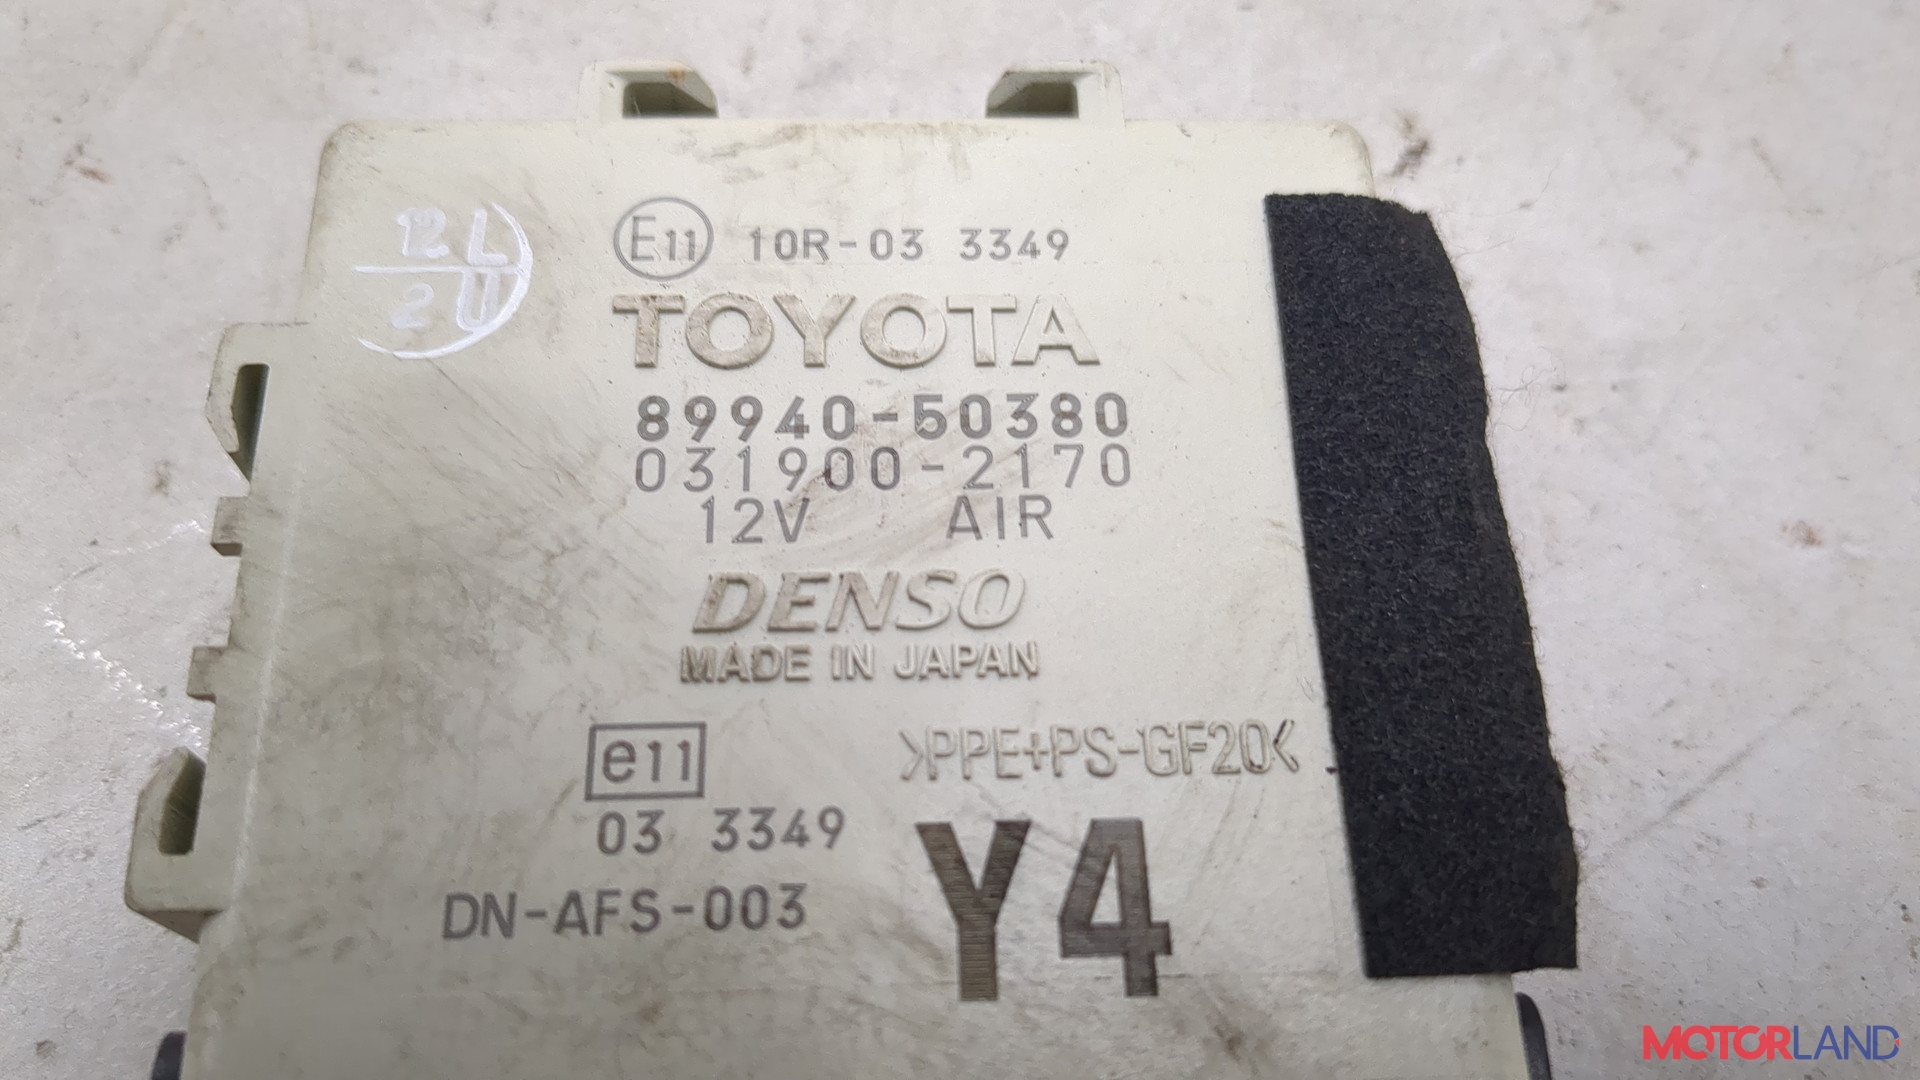 12 L
2 U
E11 10R-03 3349
TOYOTA
89940-50380
031900-2170
12V AIR
DENSO
MADE IN JAPAN
e11
>PPE+PS-GF20<
03 3349
Y4
DN-AFS-003
MOTORLAND